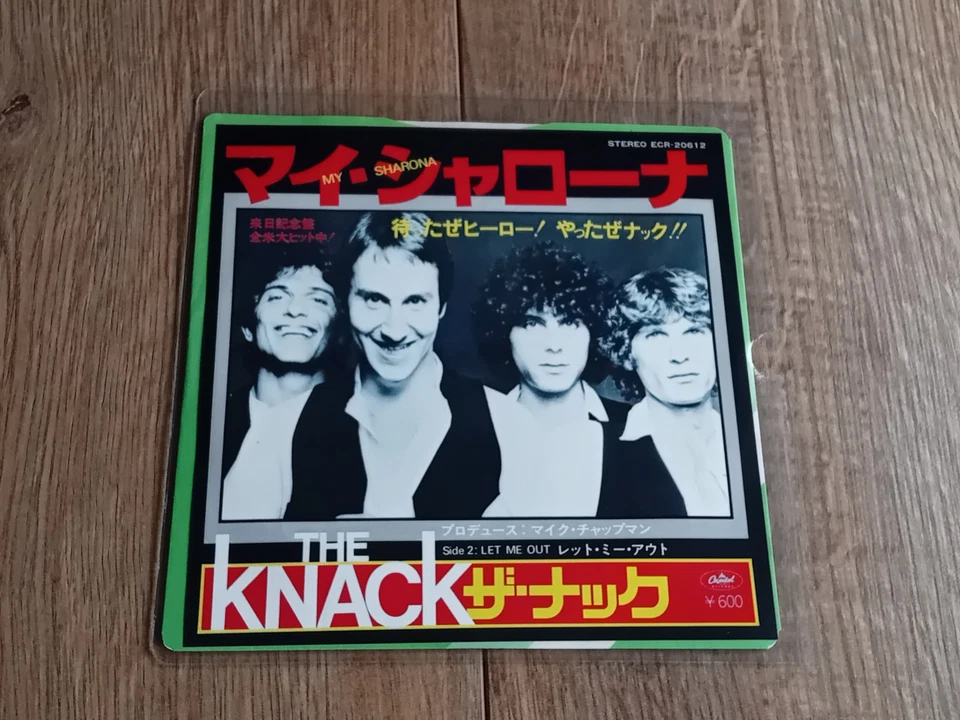 STEREO ECR-20612
マイ・シャローナ
MY SHARONA
来日記念盤
全米大ヒット中!
待ったぜヒーロー! やったぜナック!!
プロデュース:マイク・チャップマン
Side 2: LET ME OUT レット・ミー・アウト
THE
KNACK ザ・ナック
Capitol
¥600